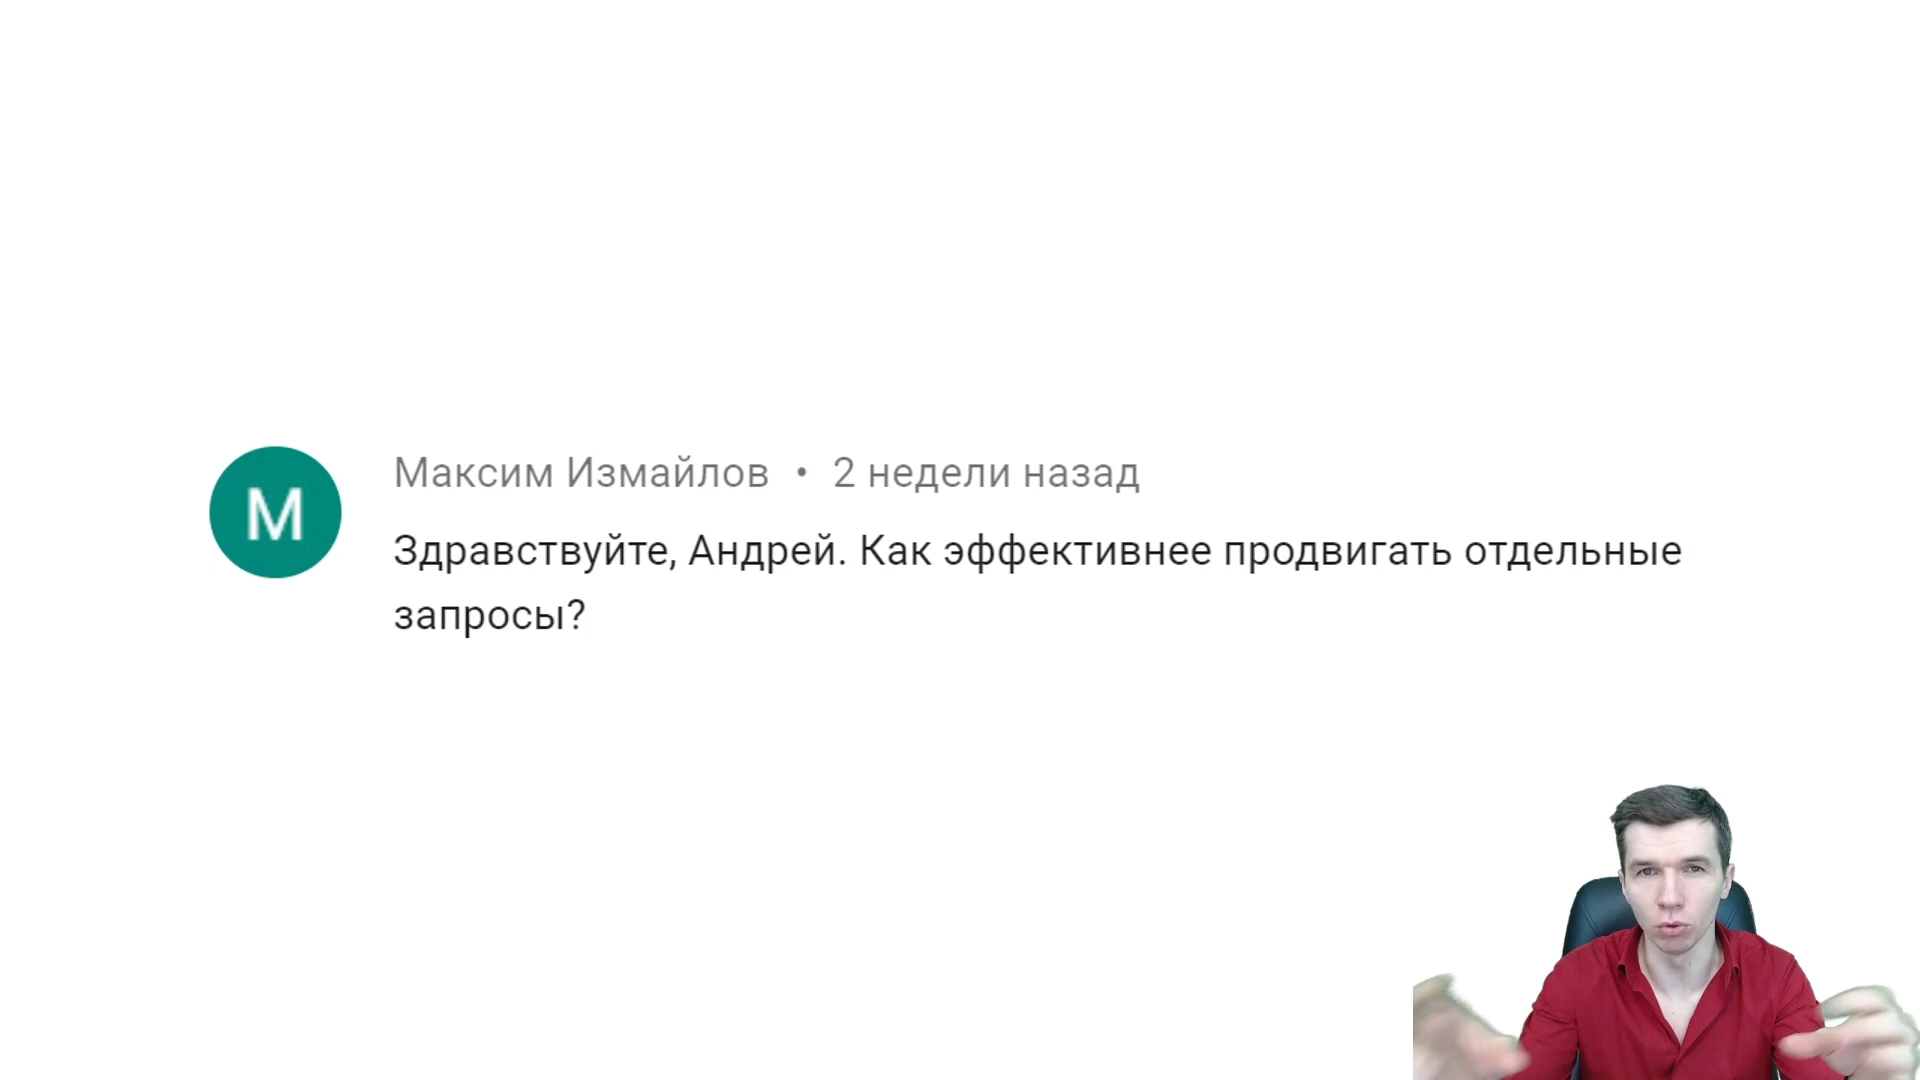 М
Максим Измайлов • 2 недели назад
Здравствуйте, Андрей. Как эффективнее продвигать отдельные
запросы?